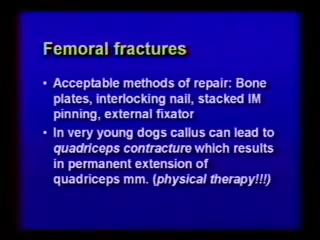 Femoral fractures
• Acceptable methods of repair: Bone
plates, interlocking nail, stacked IM
pinning, external fixator
• In very young dogs callus can lead to
quadriceps contracture which results
in permanent extension of
quadriceps mm. (physical therapy!!!)